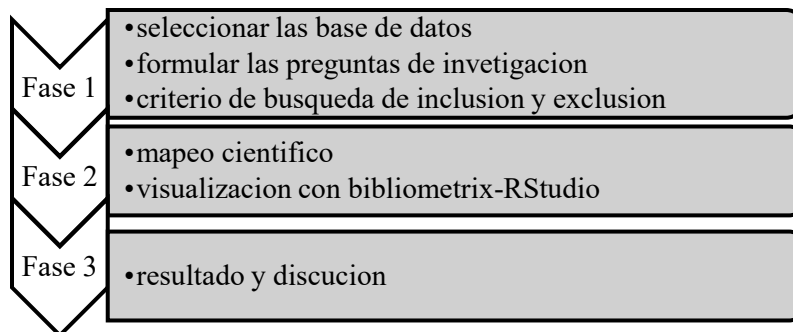 Fase 1
•seleccionar las base de datos
•formular las preguntas de invetigacion
•criterio de busqueda de inclusion y exclusion
Fase 2
•mapeo cientifico
•visualizacion con bibliometrix-RStudio
Fase 3
•resultado y discucion